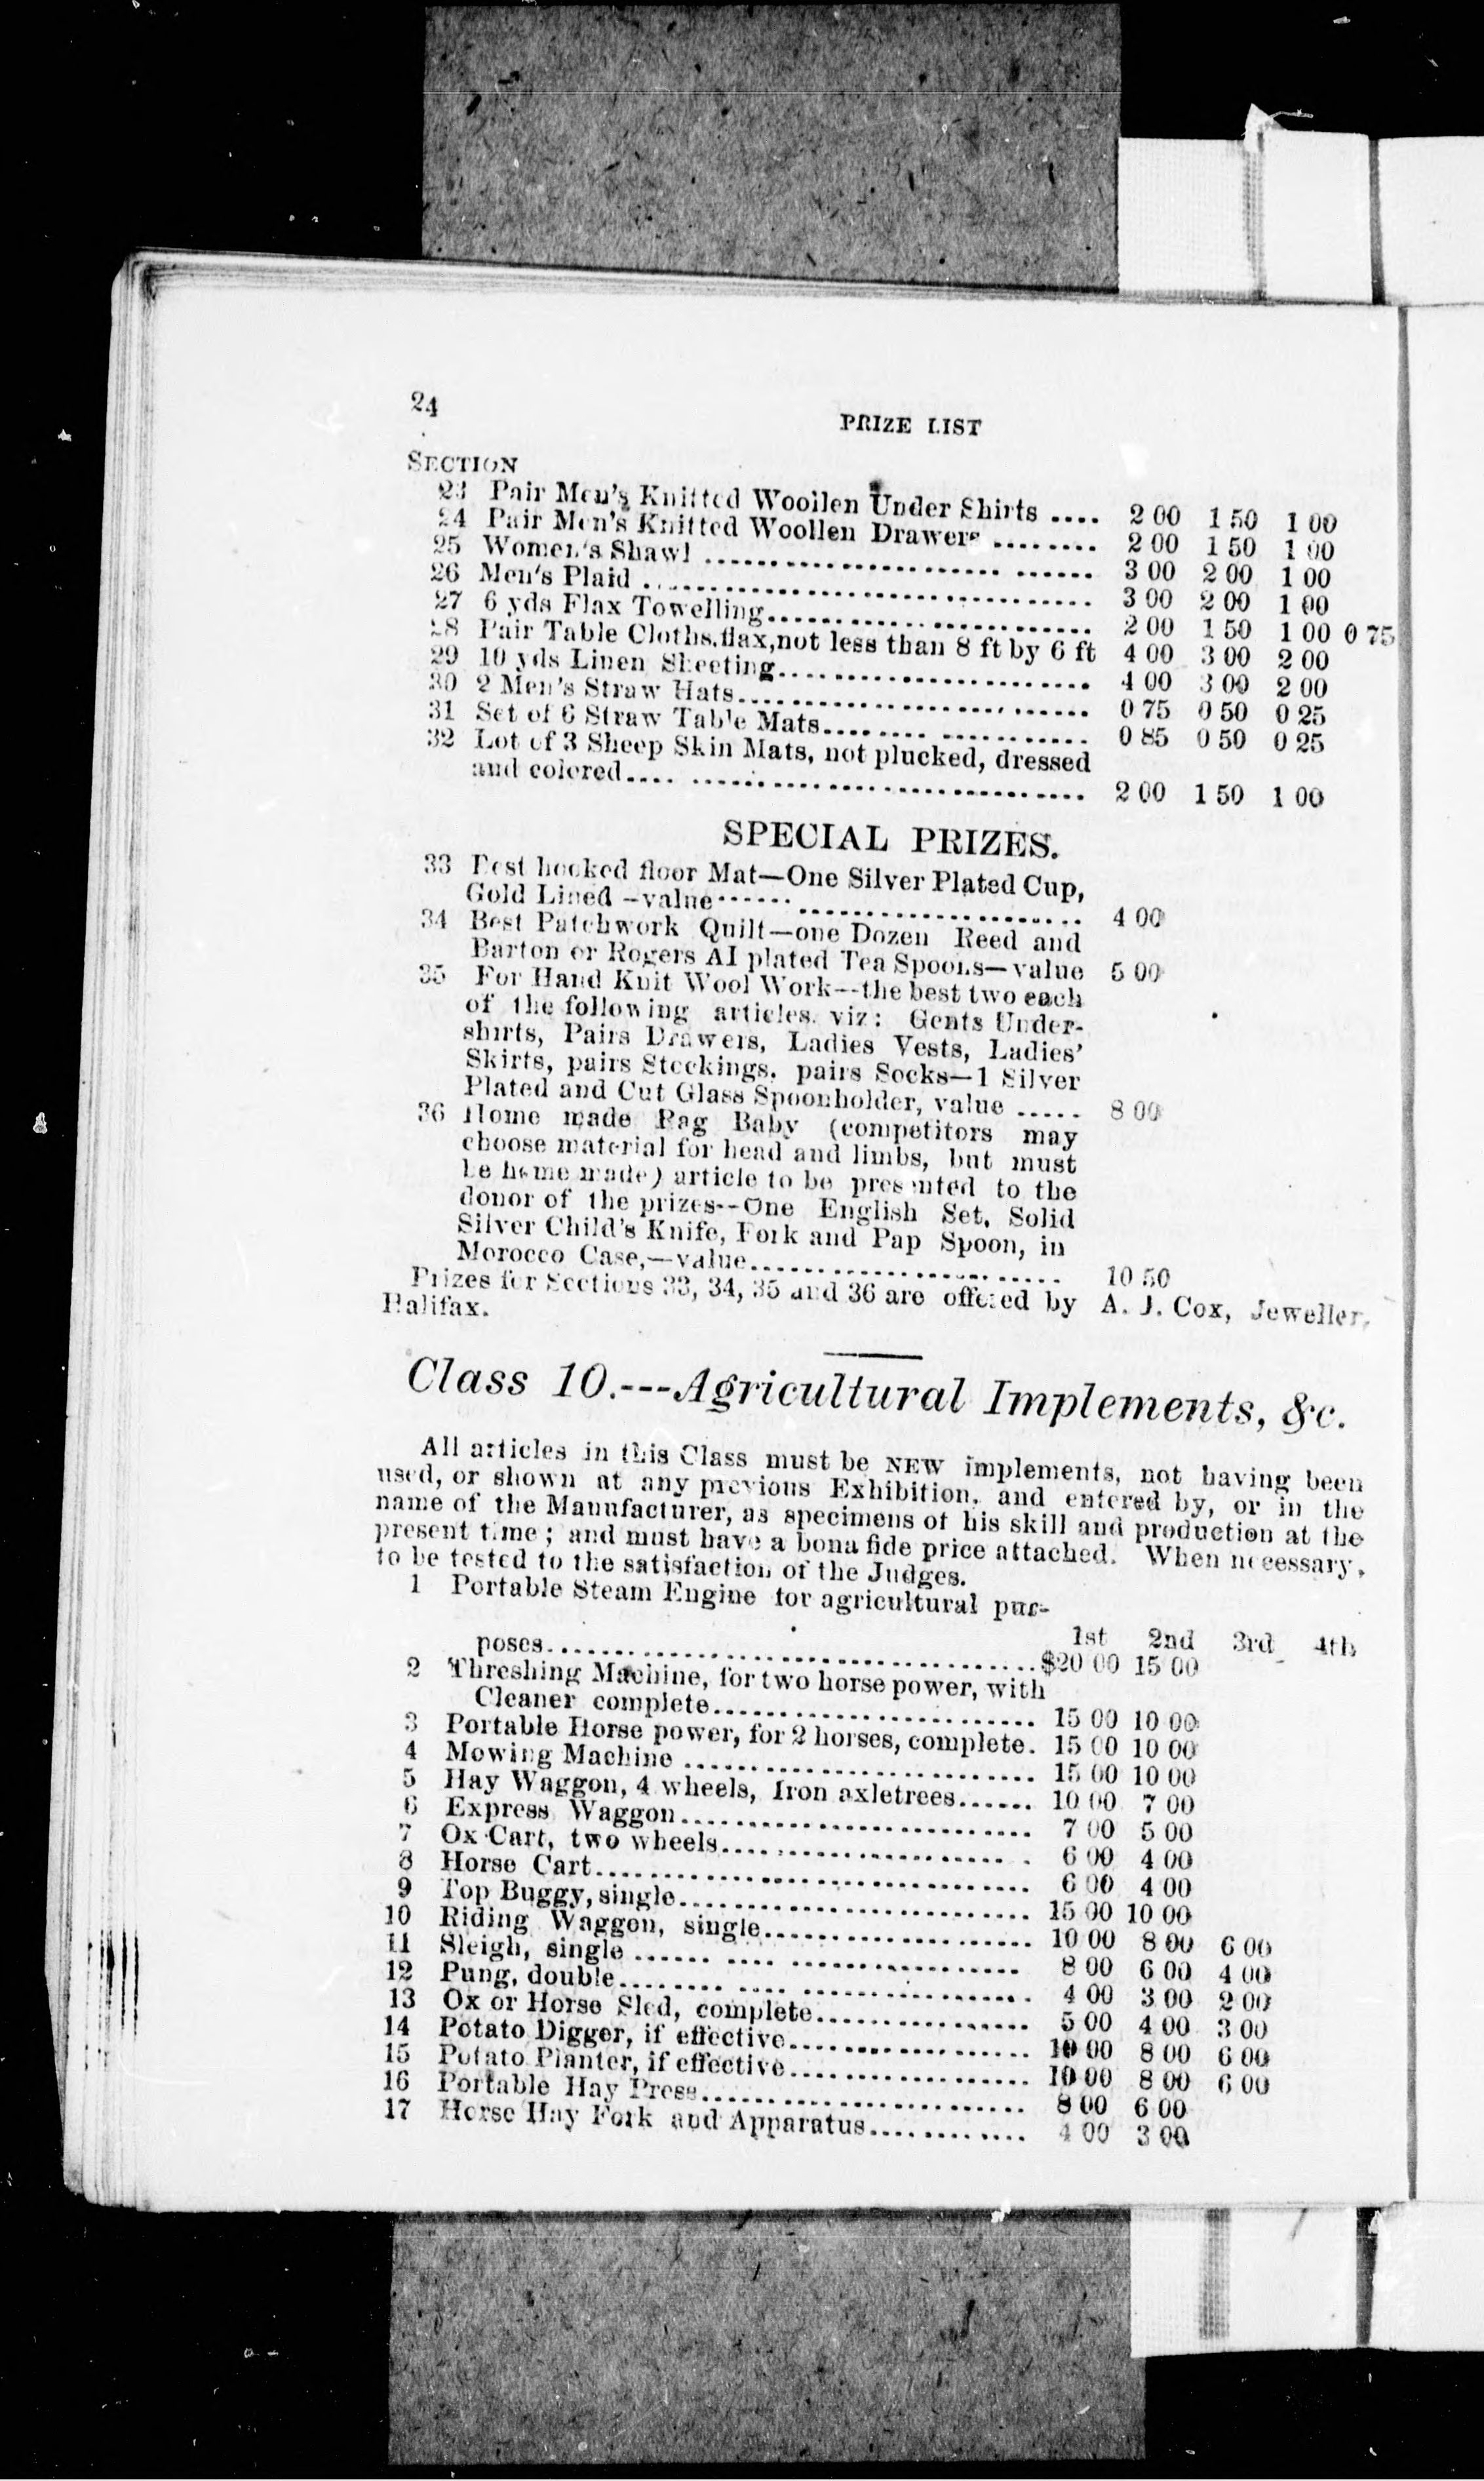 24
PRIZE LIST
SECTION
23 Pair Men's Knitted Woollen Under Shirts .... 2 00 1 50 1 00
24 Pair Men's Knitted Woollen Drawers ........ 2 00 1 50 1 00
25 Women's Shawl ............................ 3 00 2 00 1 00
26 Men's Plaid ................................ 3 00 2 00 1 00
27 6 yds Flax Towelling........................ 2 00 1 50 1 00 0 75
28 Pair Table Cloths, flax, not less than 8 ft by 6 ft 4 00 3 00 2 00
29 10 yds Linen Sheeting....................... 4 00 3 00 2 00
30 2 Men's Straw Hats......................... 0 75 0 50 0 25
31 Set of 6 Straw Table Mats.................... 0 85 0 50 0 25
32 Lot of 3 Sheep Skin Mats, not plucked, dressed
and colored................................ 2 00 1 50 1 00
SPECIAL PRIZES.
33 Best hooked floor Mat—One Silver Plated Cup,
Gold Lined –value........................... 4 00
34 Best Patchwork Quilt—one Dozen Reed and
Barton or Rogers AI plated Tea Spoons—value 5 00
35 For Hand Knit Wool Work--the best two each
of the following articles. viz: Gents Under-
shirts, Pairs Drawers, Ladies Vests, Ladies'
Skirts, pairs Stockings, pairs Socks—1 Silver
Plated and Cut Glass Spoonholder, value ..... 8 00
36 Home made Rag Baby (competitors may
choose material for head and limbs, but must
be home made) article to be presented to the
donor of the prizes--One English Set, Solid
Silver Child's Knife, Fork and Pap Spoon, in
Morocco Case,—value........................ 10 50
Prizes for Sections 33, 34, 35 and 36 are offered by A. J. Cox, Jeweller,
Halifax.
Class 10.---Agricultural Implements, &c.
All articles in this Class must be NEW implements, not having been
used, or shown at any previous Exhibition, and entered by, or in the
name of the Manufacturer, as specimens of his skill and production at the
present time; and must have a bona fide price attached. When necessary,
to be tested to the satisfaction of the Judges.
1 Portable Steam Engine for agricultural pur-
1st 2nd 3rd 4th
poses...................................$20 00 15 00
2 Threshing Machine, for two horse power, with
Cleaner complete........................ 15 00 10 00
3 Portable Horse power, for 2 horses, complete. 15 00 10 00
4 Mowing Machine .......................... 15 00 10 00
5 Hay Waggon, 4 wheels, Iron axletrees...... 10 00 7 00
6 Express Waggon.......................... 7 00 5 00
7 Ox Cart, two wheels...................... 6 00 4 00
8 Horse Cart............................... 6 00 4 00
9 Top Buggy, single......................... 15 00 10 00
10 Riding Waggon, single.................... 10 00 8 00 6 00
11 Sleigh, single ............................ 8 00 6 00 4 00
12 Pung, double............................. 4 00 3 00 2 00
13 Ox or Horse Sled, complete................ 5 00 4 00 3 00
14 Potato Digger, if effective.................. 10 00 8 00 6 00
15 Potato Planter, if effective................. 10 00 8 00 6 00
16 Portable Hay Press........................ 8 00 6 00
17 Horse Hay Fork and Apparatus............ 4 00 3 00